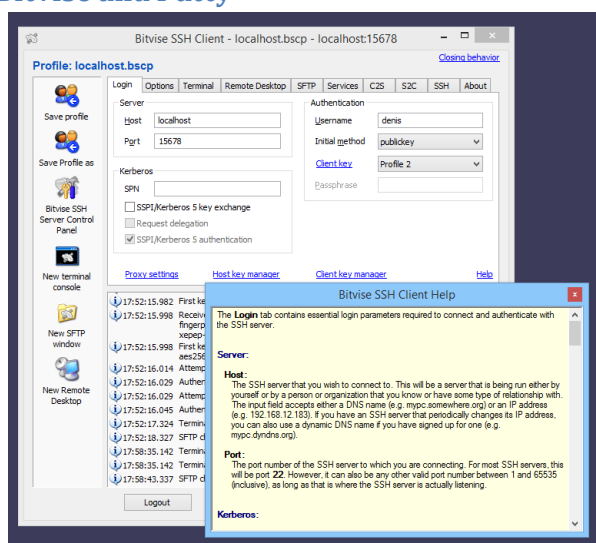 Bitvise SSH Client - localhost.bscp - localhost:15678
Profile: localhost.bscp
Closing behavior
Save profile
Save Profile as
Bitvise SSH
Server Control
Panel
New terminal
console
New SFTP
window
New Remote
Desktop
Login Options Terminal Remote Desktop SFTP Services C2S S2C SSH About
Server
Host localhost
Port 15678
Kerberos
SPN
SSPI/Kerberos 5 key exchange
Request delegation
SSPI/Kerberos 5 authentication
Authentication
Username denis
Initial method publickey
Client key Profile 2
Passphrase
Proxy settings Host key manager Client key manager Help
17:52:15.982 First ke
17:52:15.998 Receive
fingerp
xepep-
17:52:15.998 First ke
aes256
17:52:16.014 Attemp
17:52:16.029 Authen
17:52:16.029 Attemp
17:52:16.045 Authen
17:52:17.324 Termina
17:52:18.327 SFTP ch
17:58:35.142 Termina
17:58:35.142 Termina
17:58:43.337 SFTP ch
Logout
Bitvise SSH Client Help
The Login tab contains essential login parameters required to connect and authenticate with
the SSH server.
Server:
Host:
The SSH server that you wish to connect to. This will be a server that is being run either by
yourself or by a person or organization that you know or have some type of relationship with.
The input field accepts either a DNS name (e.g. mypc.somewhere.org) or an IP address
(e.g. 192.168.12.183). If you have an SSH server that periodically changes its IP address,
you can also use a dynamic DNS name if you have signed up for one (e.g.
mypc.dyndns.org).
Port:
The port number of the SSH server to which you are connecting. For most SSH servers, this
will be port 22. However, it can also be any other valid port number between 1 and 65535
(inclusive), as long as that is where the SSH server is actually listening.
Kerberos: